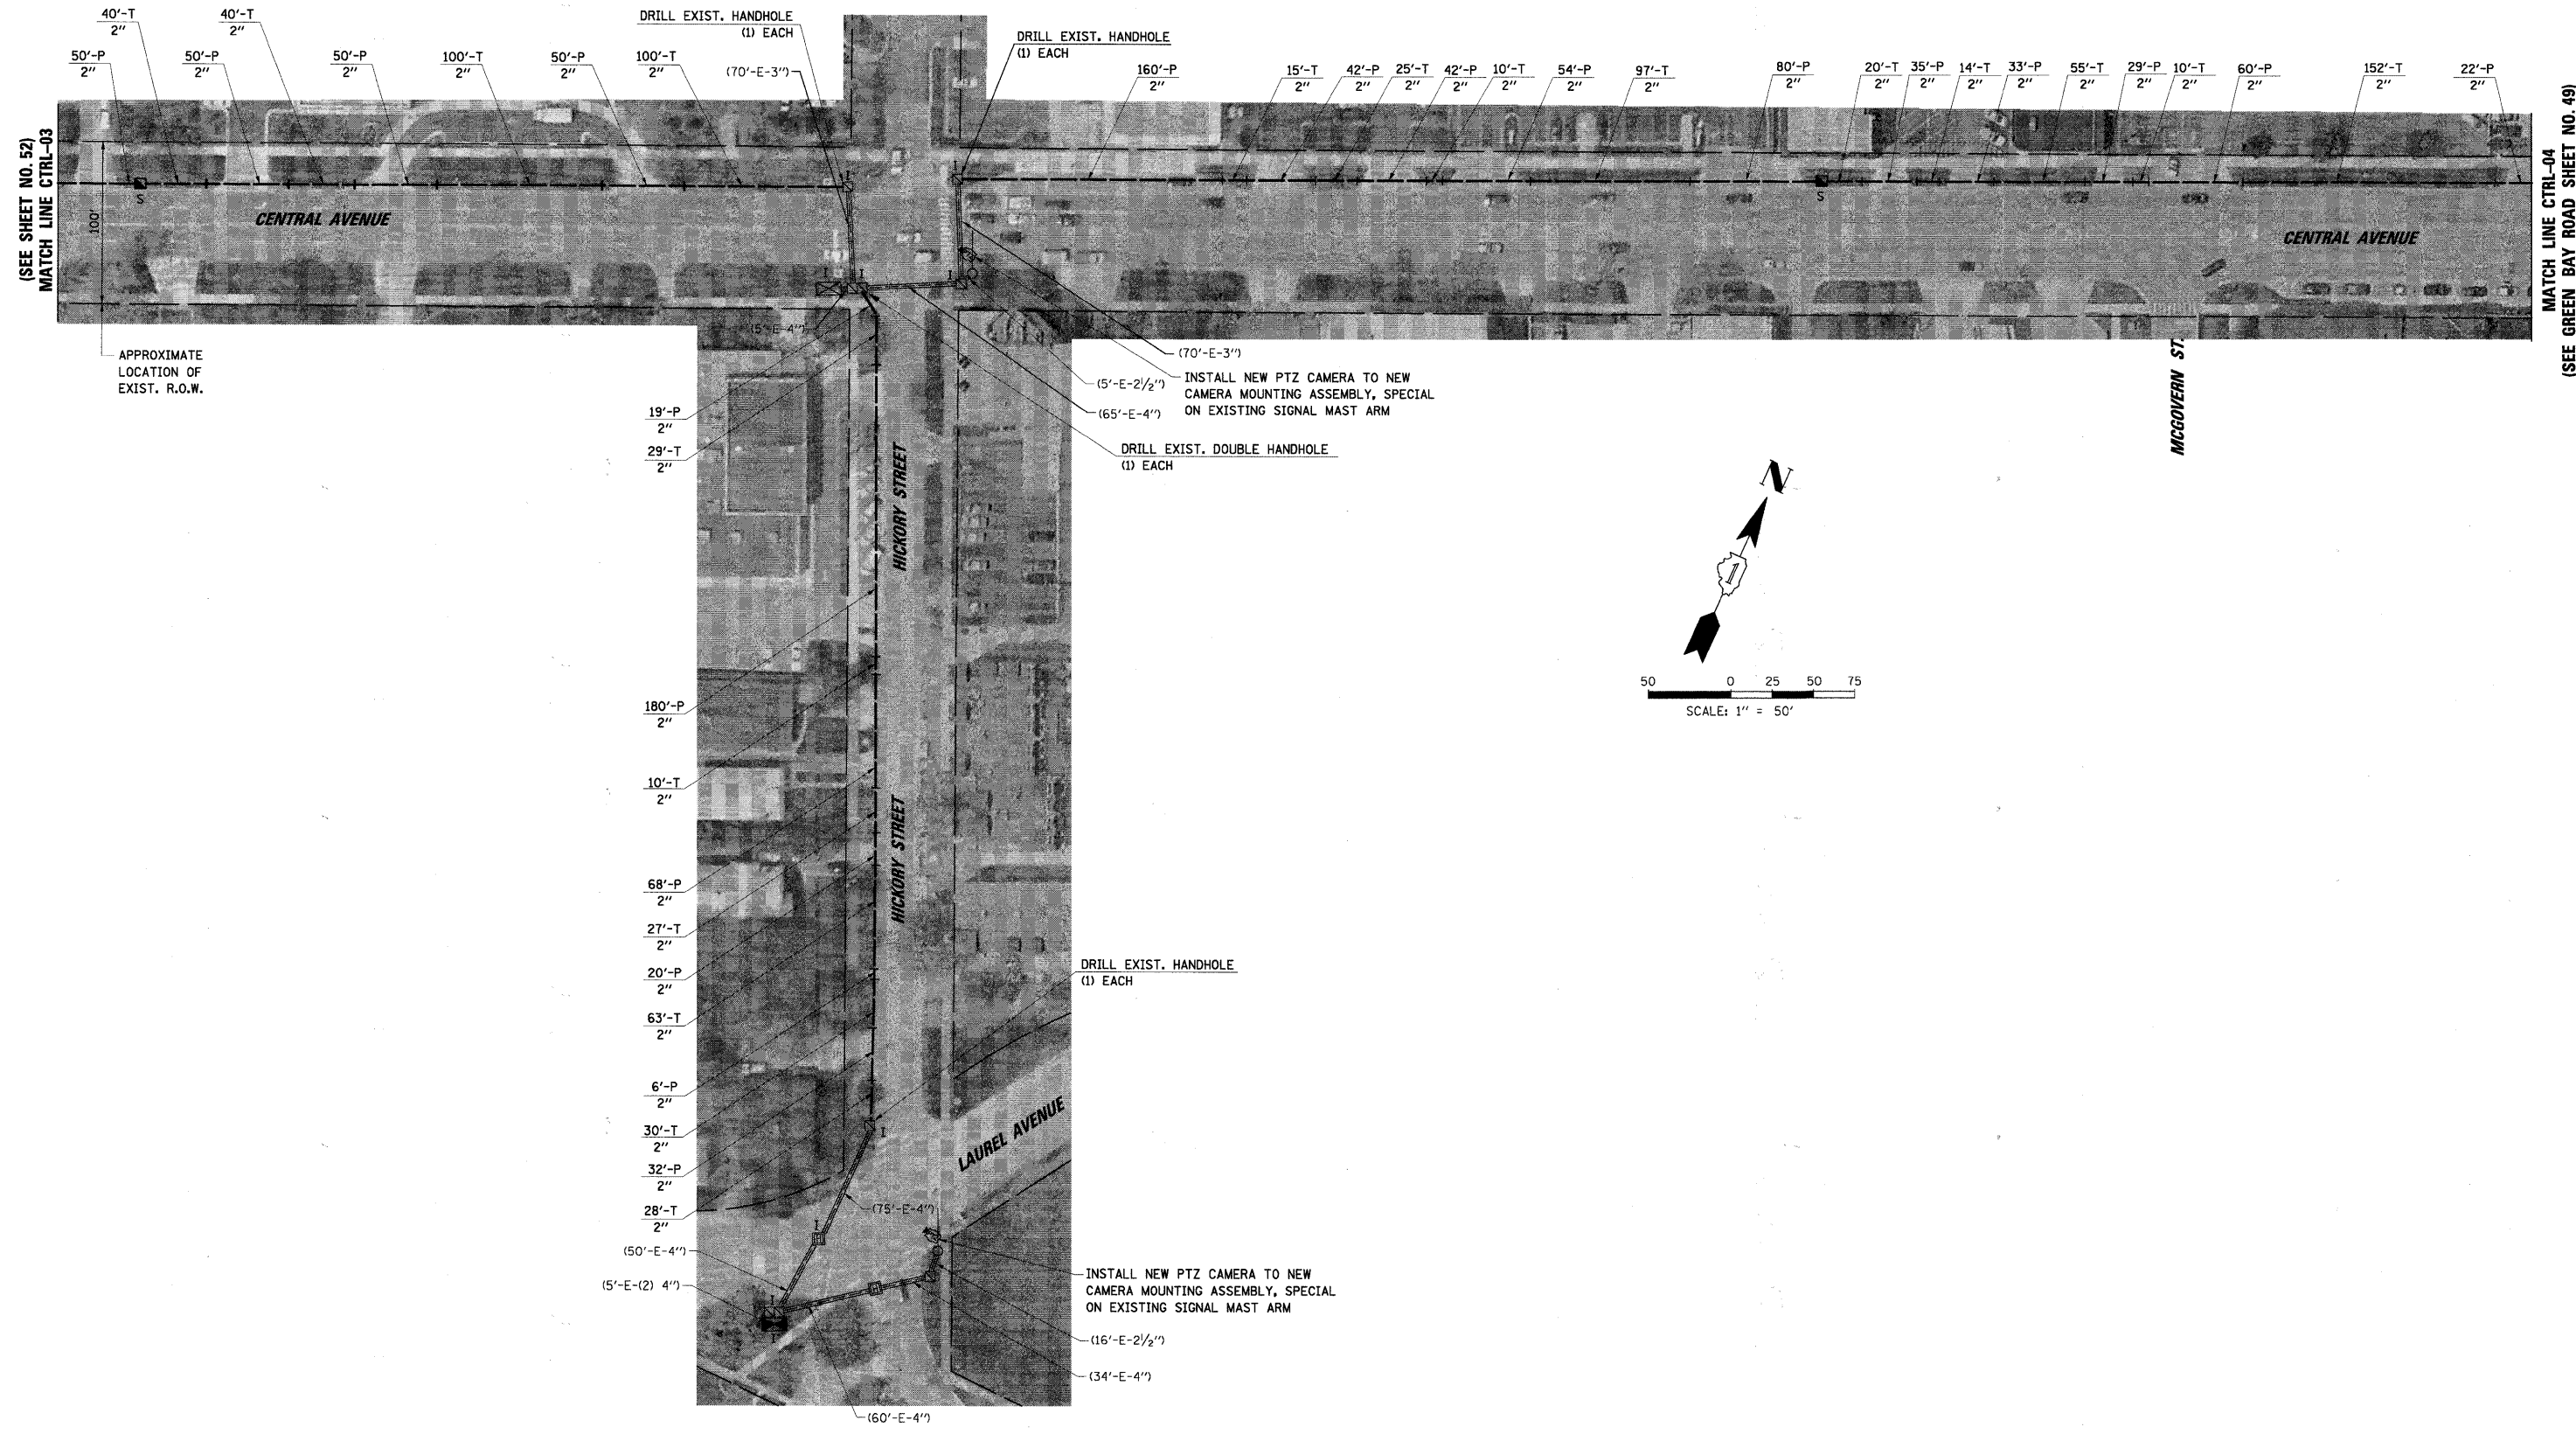 40'-T
2"
40'-T
2"
50'-P
2"
50'-P
2"
50'-P
2"
100'-T
2"
50'-P
2"
100'-T
2"
DRILL EXIST. HANDHOLE
(1) EACH
(70'-E-3")
DRILL EXIST. HANDHOLE
(1) EACH
160'-P
2"
15'-T
2"
42'-P
2"
25'-T
2"
42'-P
2"
10'-T
2"
54'-P
2"
97'-T
2"
80'-P
2"
20'-T
2"
35'-P
2"
14'-T
2"
33'-P
2"
55'-T
2"
29'-P
2"
10'-T
2"
60'-P
2"
152'-T
2"
22'-P
2"
(SEE SHEET NO. 52)
MATCH LINE CTRL-03
MATCH LINE CTRL-04
(SEE GREEN BAY ROAD SHEET NO. 49)
I
I
S
S
100'
CENTRAL AVENUE
CENTRAL AVENUE
I
I
I
(5'-E-4")
APPROXIMATE
LOCATION OF
EXIST. R.O.W.
(70'-E-3")
(5'-E-2 1/2")
(65'-E-4")
INSTALL NEW PTZ CAMERA TO NEW
CAMERA MOUNTING ASSEMBLY, SPECIAL
ON EXISTING SIGNAL MAST ARM
DRILL EXIST. DOUBLE HANDHOLE
(1) EACH
MCGOVERN ST.
19'-P
2"
29'-T
2"
HICKORY STREET
N
1
50 0 25 50 75
SCALE: 1" = 50'
180'-P
2"
10'-T
2"
HICKORY STREET
68'-P
2"
27'-T
2"
20'-P
2"
63'-T
2"
DRILL EXIST. HANDHOLE
(1) EACH
6'-P
2"
30'-T
2"
32'-P
2"
28'-T
2"
I
LAUREL AVENUE
(75'-E-4")
I
(50'-E-4")
(5'-E-(2) 4")
I
I
INSTALL NEW PTZ CAMERA TO NEW
CAMERA MOUNTING ASSEMBLY, SPECIAL
ON EXISTING SIGNAL MAST ARM
(16'-E-2 1/2")
(34'-E-4")
(60'-E-4")